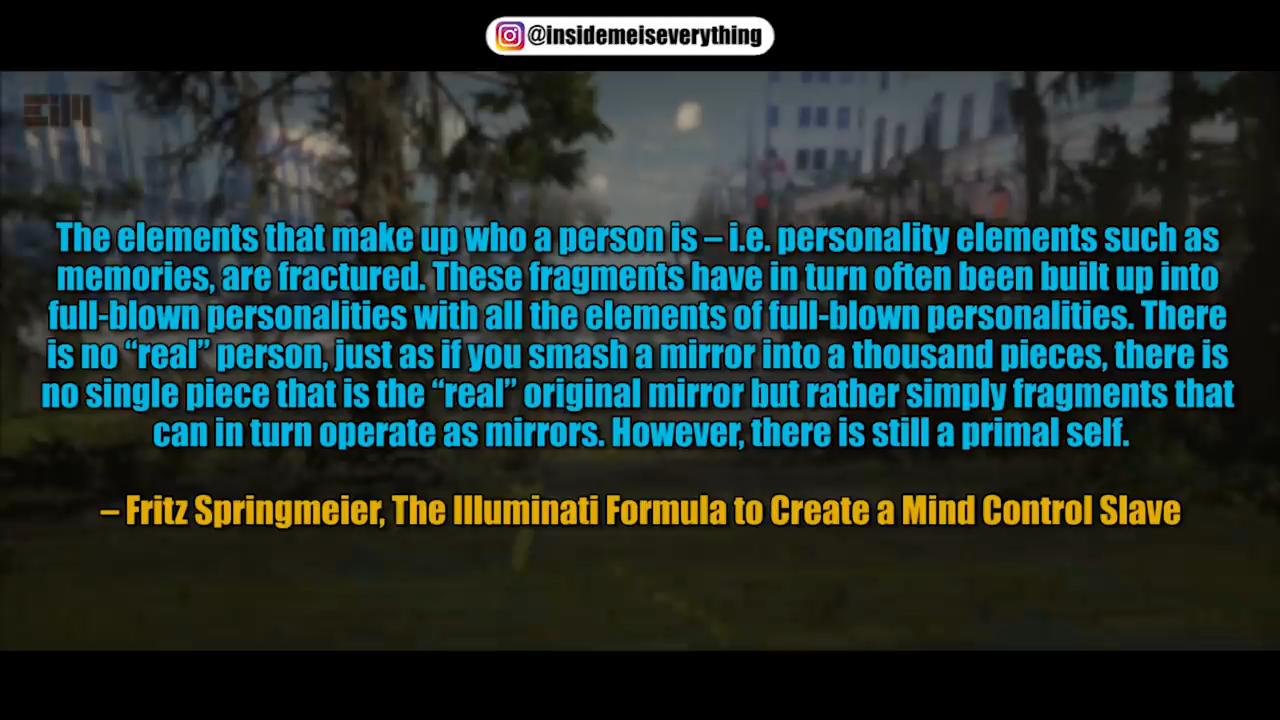 @insidemeiseverything
EiM
The elements that make up who a person is – i.e. personality elements such as
memories, are fractured. These fragments have in turn often been built up into
full-blown personalities with all the elements of full-blown personalities. There
is no “real” person, just as if you smash a mirror into a thousand pieces, there is
no single piece that is the “real” original mirror but rather simply fragments that
can in turn operate as mirrors. However, there is still a primal self.
– Fritz Springmeier, The Illuminati Formula to Create a Mind Control Slave